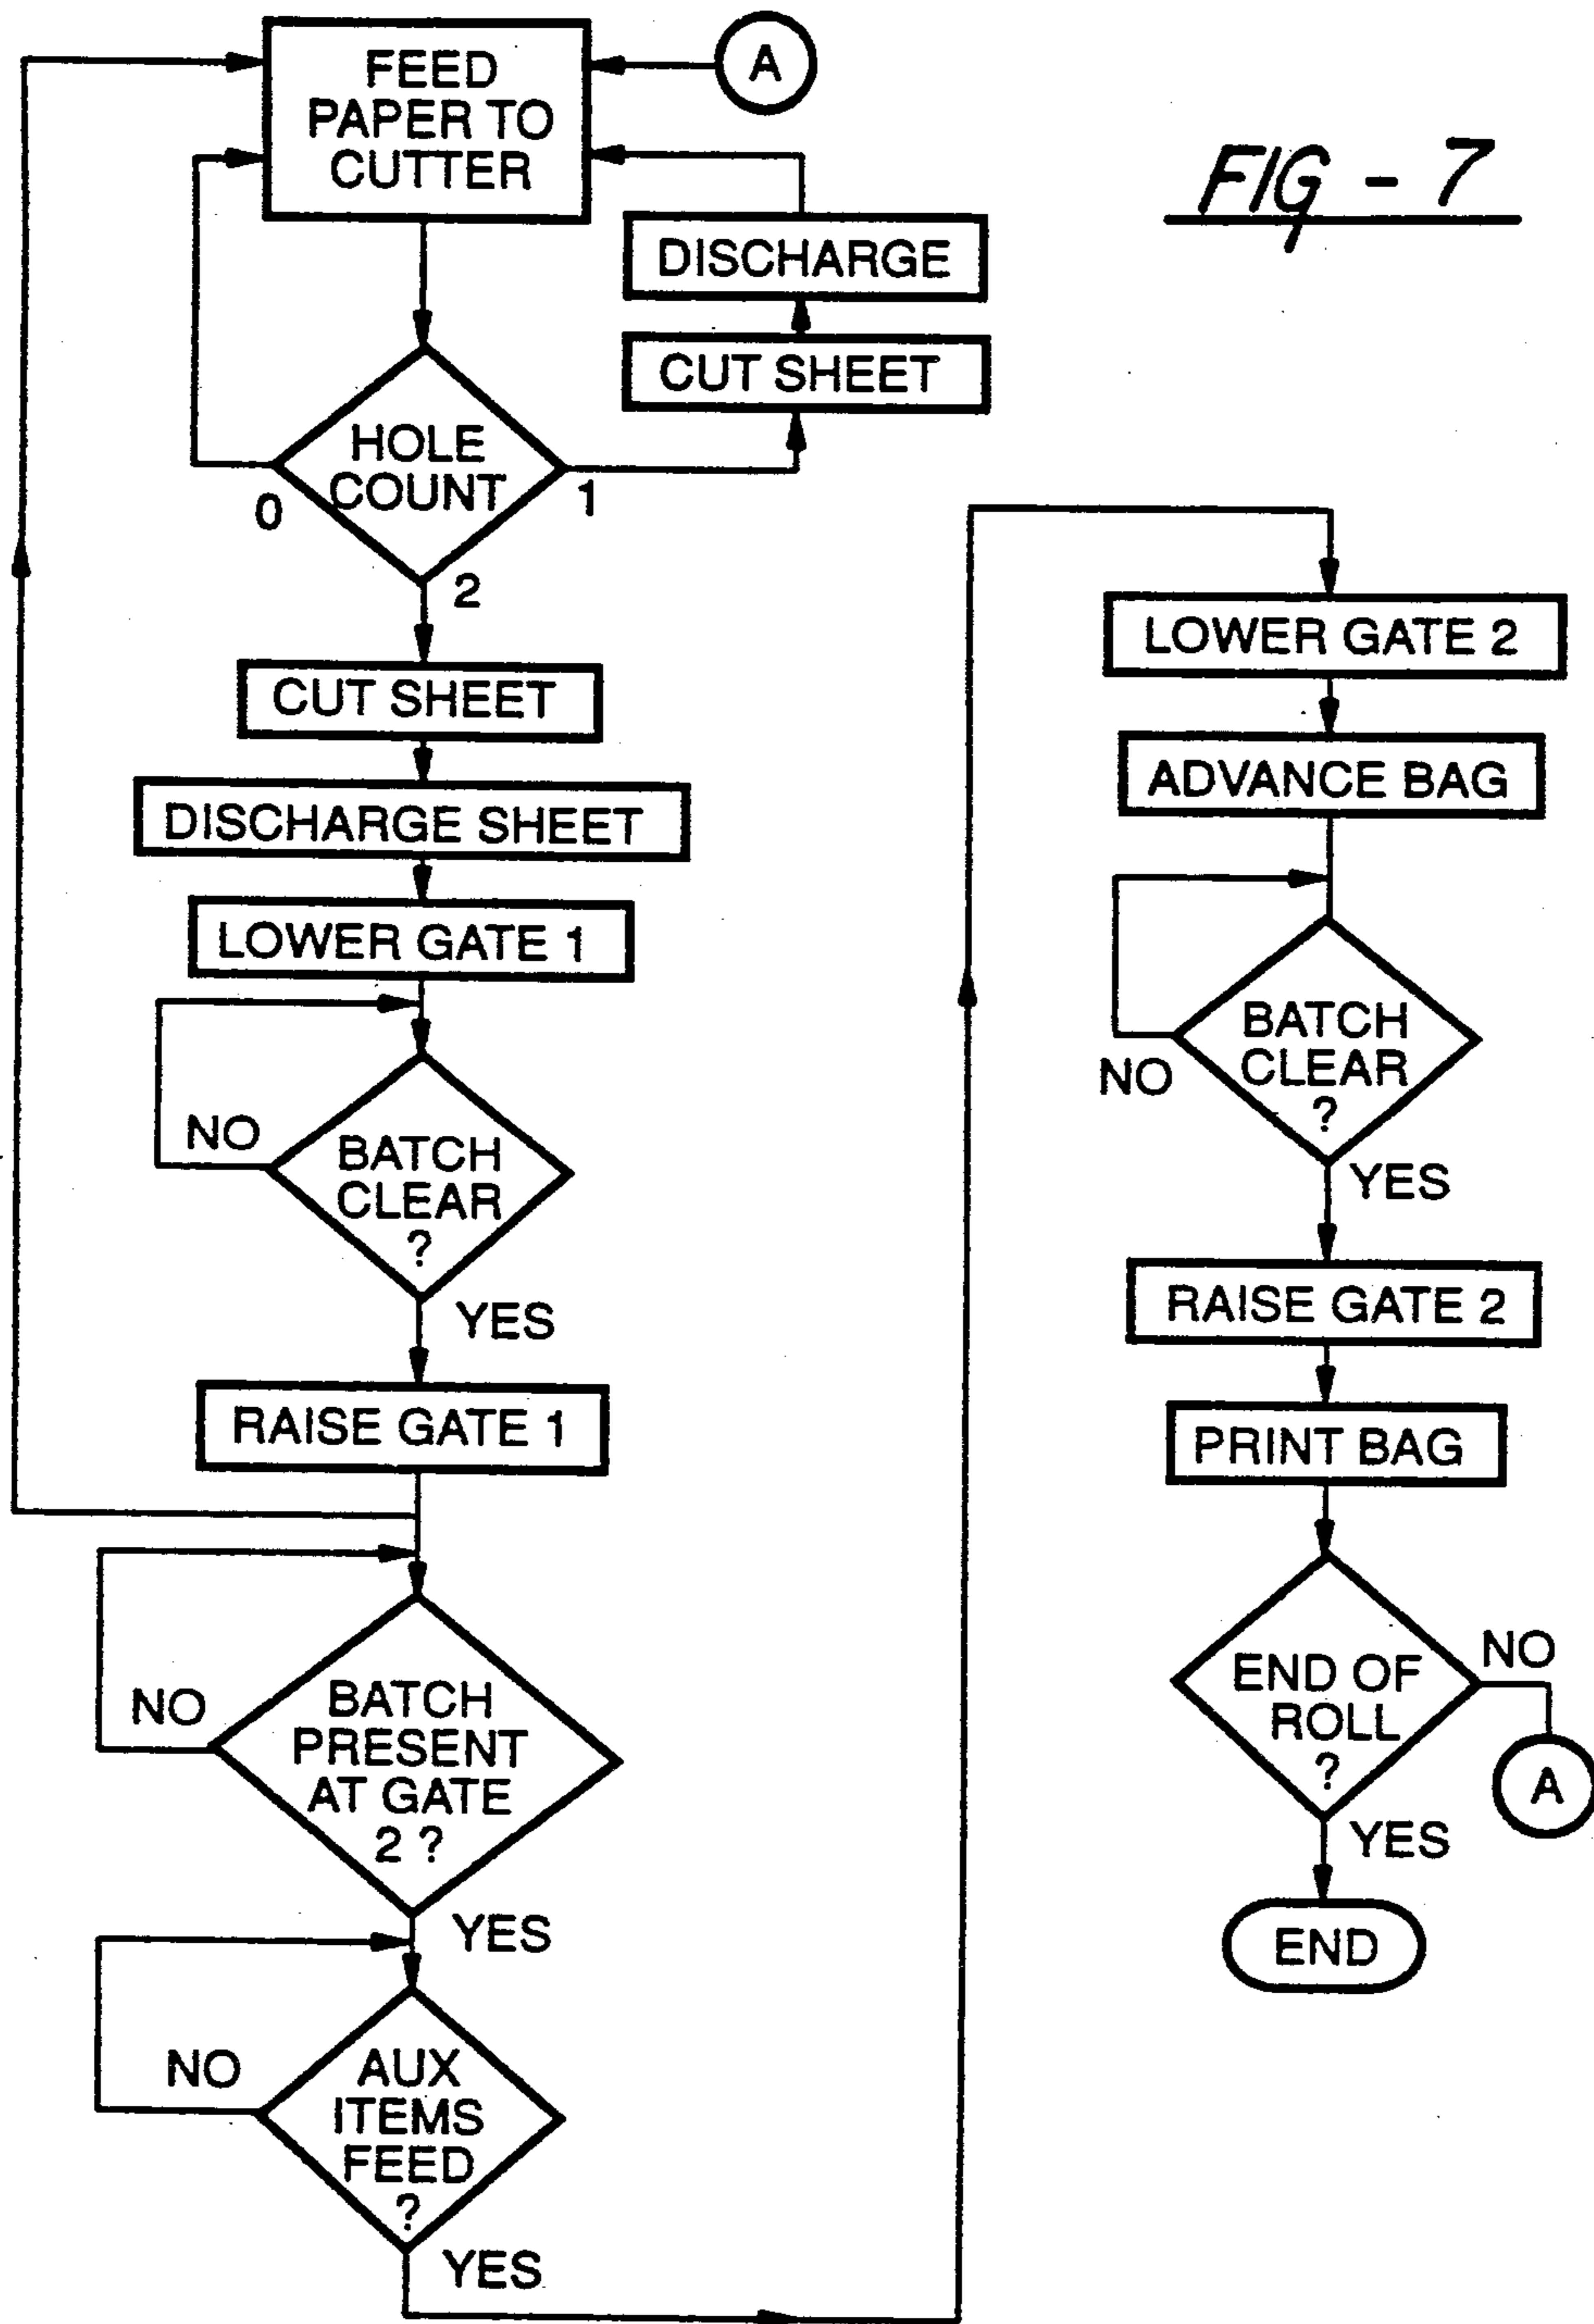 FEED
PAPER TO
CUTTER
A
FIG - 7
DISCHARGE
CUT SHEET
HOLE
COUNT
0
1
2
CUT SHEET
DISCHARGE SHEET
LOWER GATE 1
NO
BATCH
CLEAR
?
YES
RAISE GATE 1
NO
BATCH
PRESENT
AT GATE
2 ?
YES
NO
AUX
ITEMS
FEED
?
YES
LOWER GATE 2
ADVANCE BAG
BATCH
CLEAR
?
NO
YES
RAISE GATE 2
PRINT BAG
END OF
ROLL
?
NO
A
YES
END